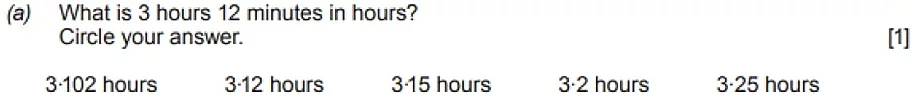 (a) What is 3 hours 12 minutes in hours?
Circle your answer. [1]
3·102 hours 3·12 hours 3·15 hours 3·2 hours 3·25 hours